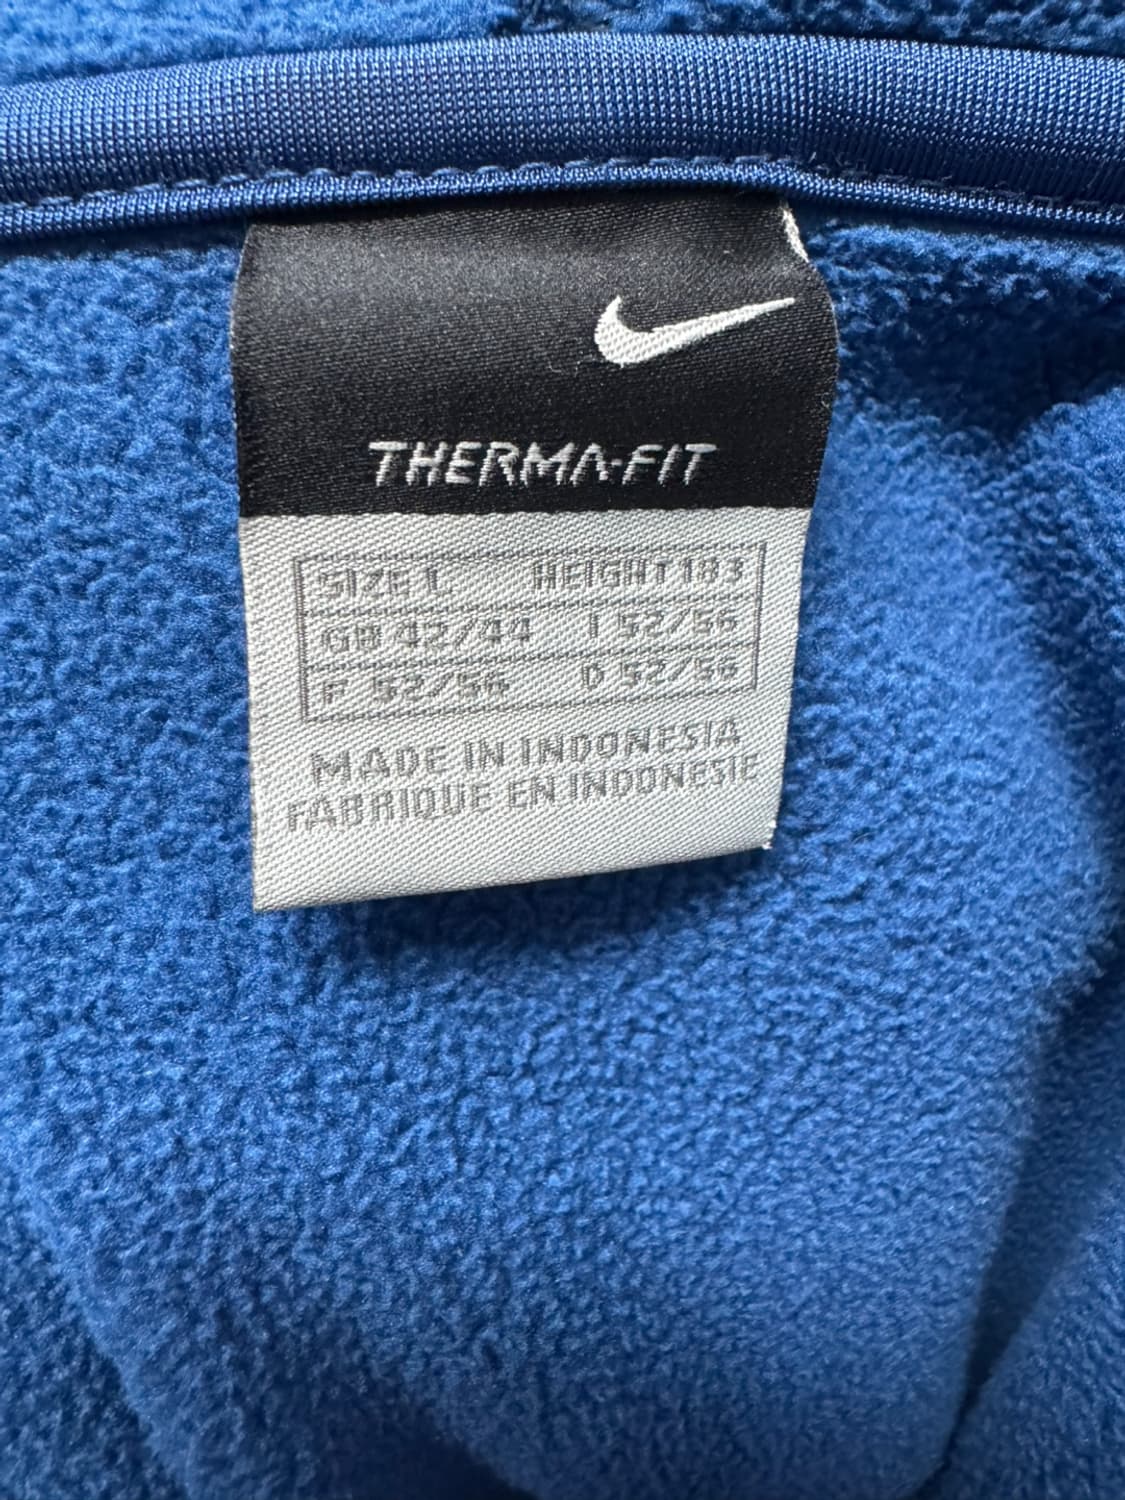 THERMA-FIT
SIZE L HEIGHT 183
GB 42/44 I 52/56
F 52/56 D 52/56
MADE IN INDONESIA
FABRIQUE EN INDONESIE